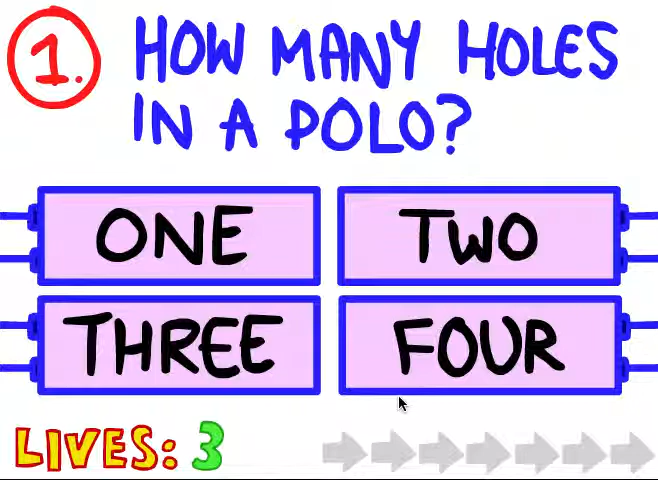 1. HOW MANY HOLES
IN A POLO?
ONE
TWO
THREE
FOUR
LIVES: 3